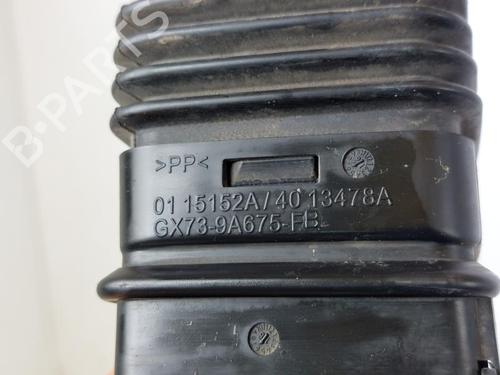 B-PARTS
>PP<
01 15152A/40 13478A
GX73-9A675-FB